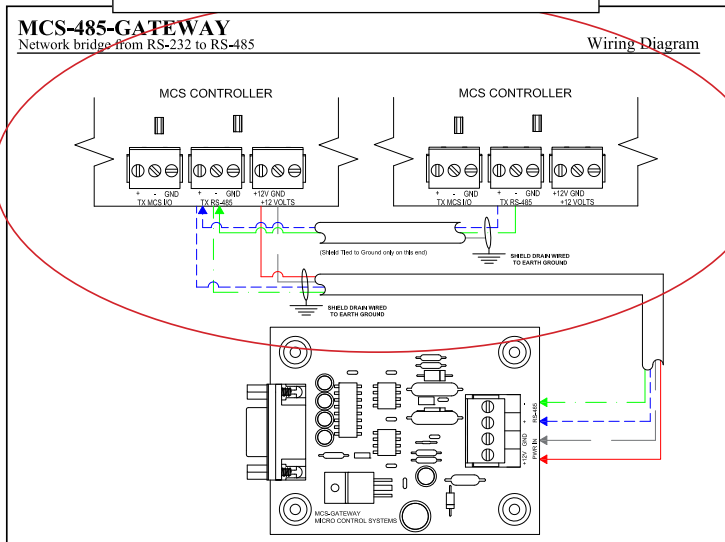 MCS-485-GATEWAY
Network bridge from RS-232 to RS-485
Wiring Diagram
MCS CONTROLLER
+ - GND
TX MCS I/O
+ - GND
TX RS-485
+12V GND
+12 VOLTS
MCS CONTROLLER
+ - GND
TX MCS I/O
+ - GND
TX RS-485
+12V GND
+12 VOLTS
(Shield Tied to Ground only on this end)
SHIELD DRAIN WIRED
TO EARTH GROUND
SHIELD DRAIN WIRED
TO EARTH GROUND
- + RS-485
GND +12V PWR IN
MCS-GATEWAY
MICRO CONTROL SYSTEMS